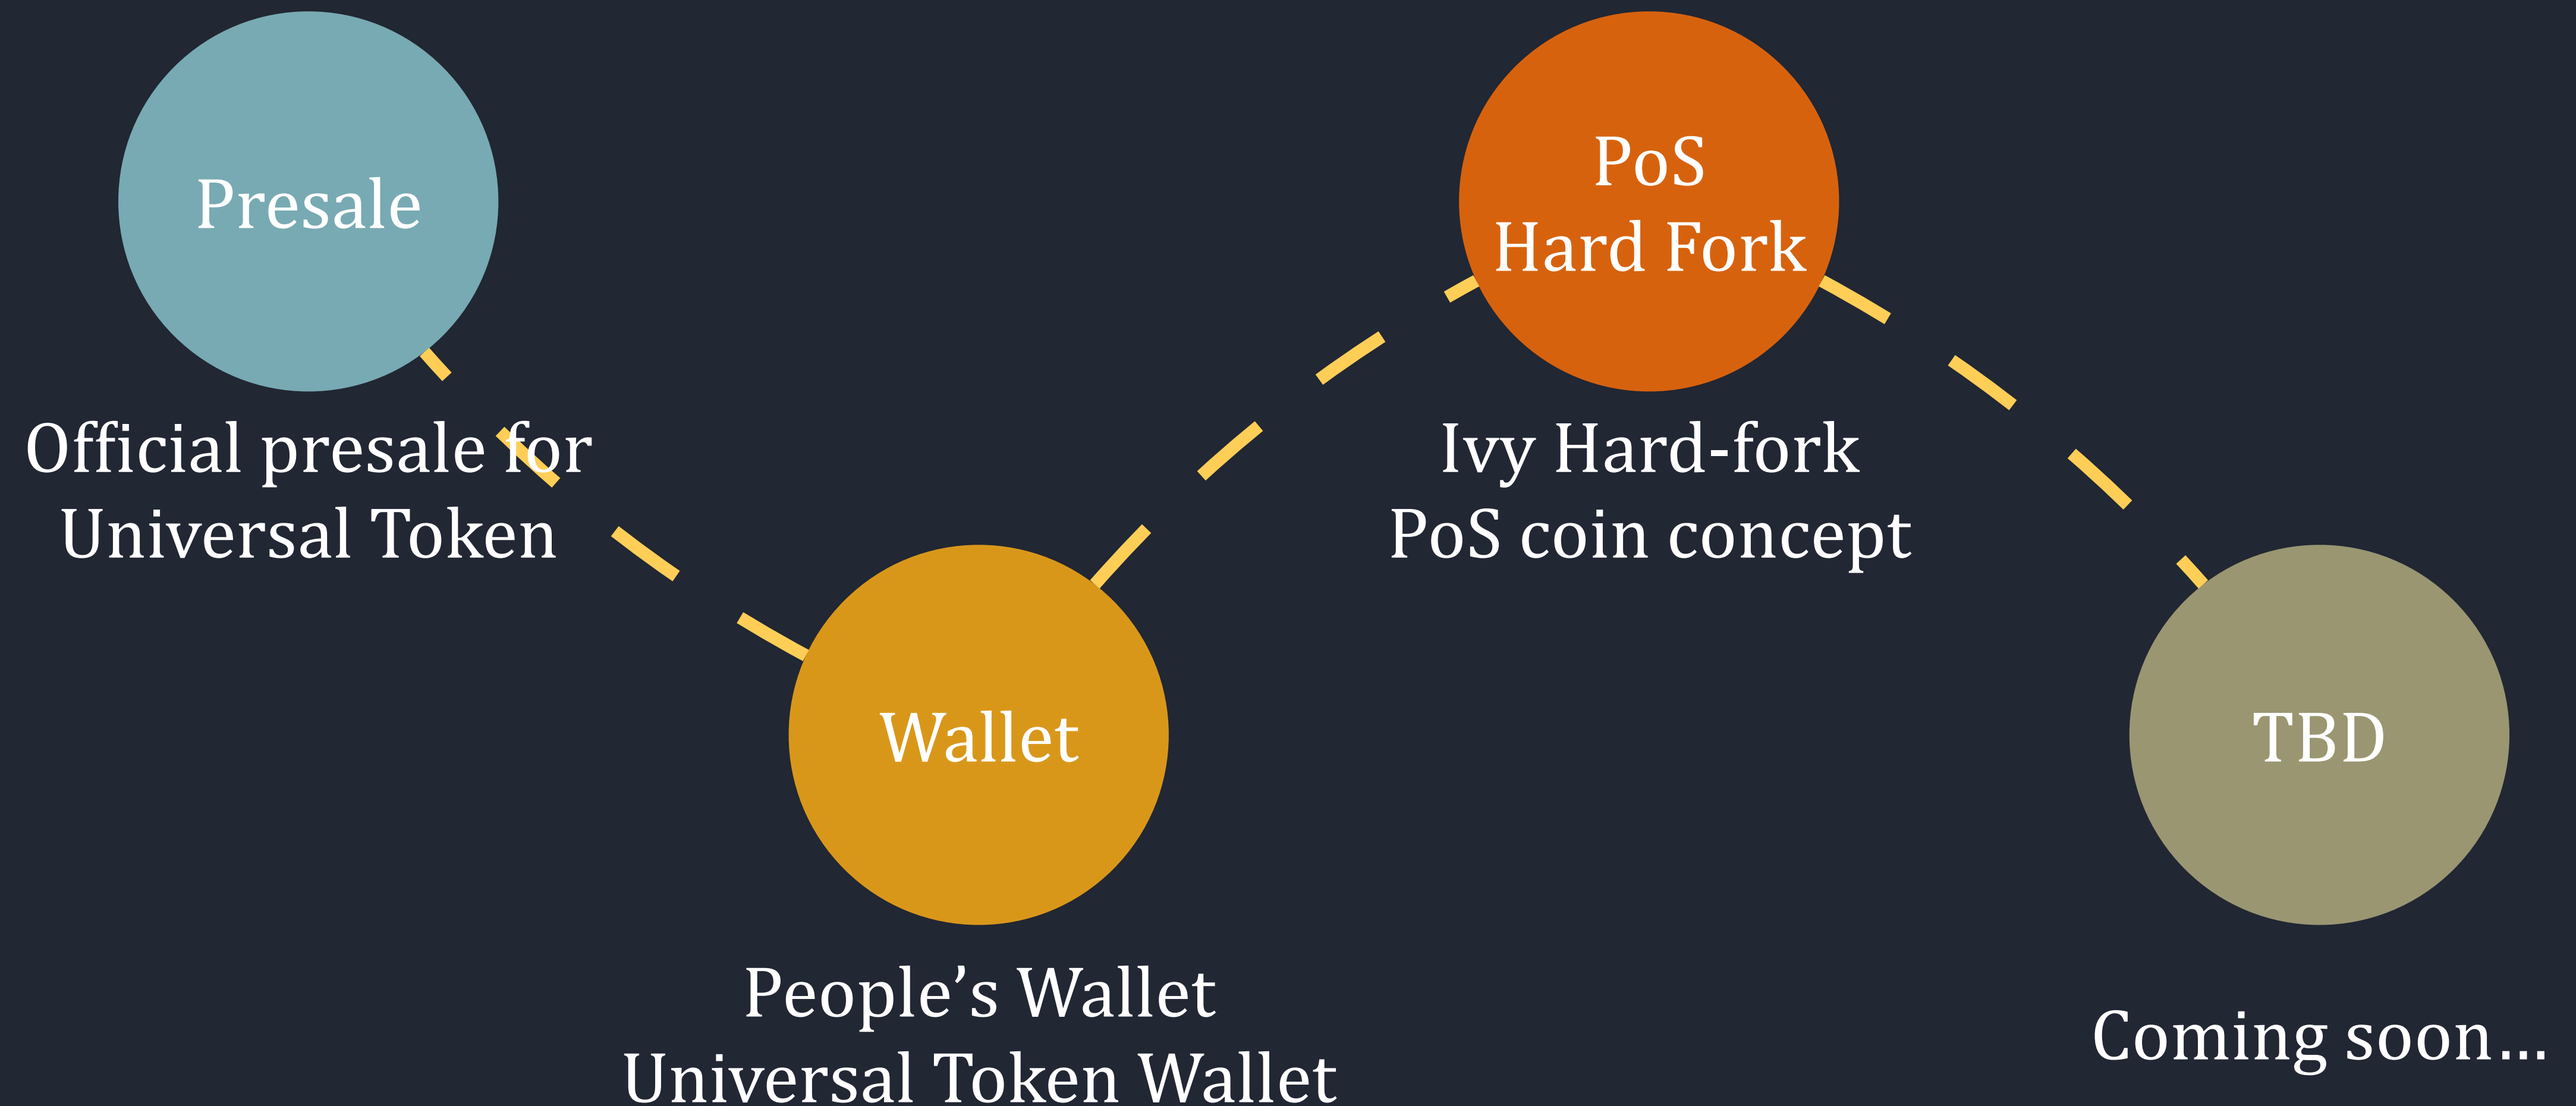 Presale
Official presale for
Universal Token
Wallet
People’s Wallet
Universal Token Wallet
PoS
Hard Fork
Ivy Hard-fork
PoS coin concept
TBD
Coming soon…